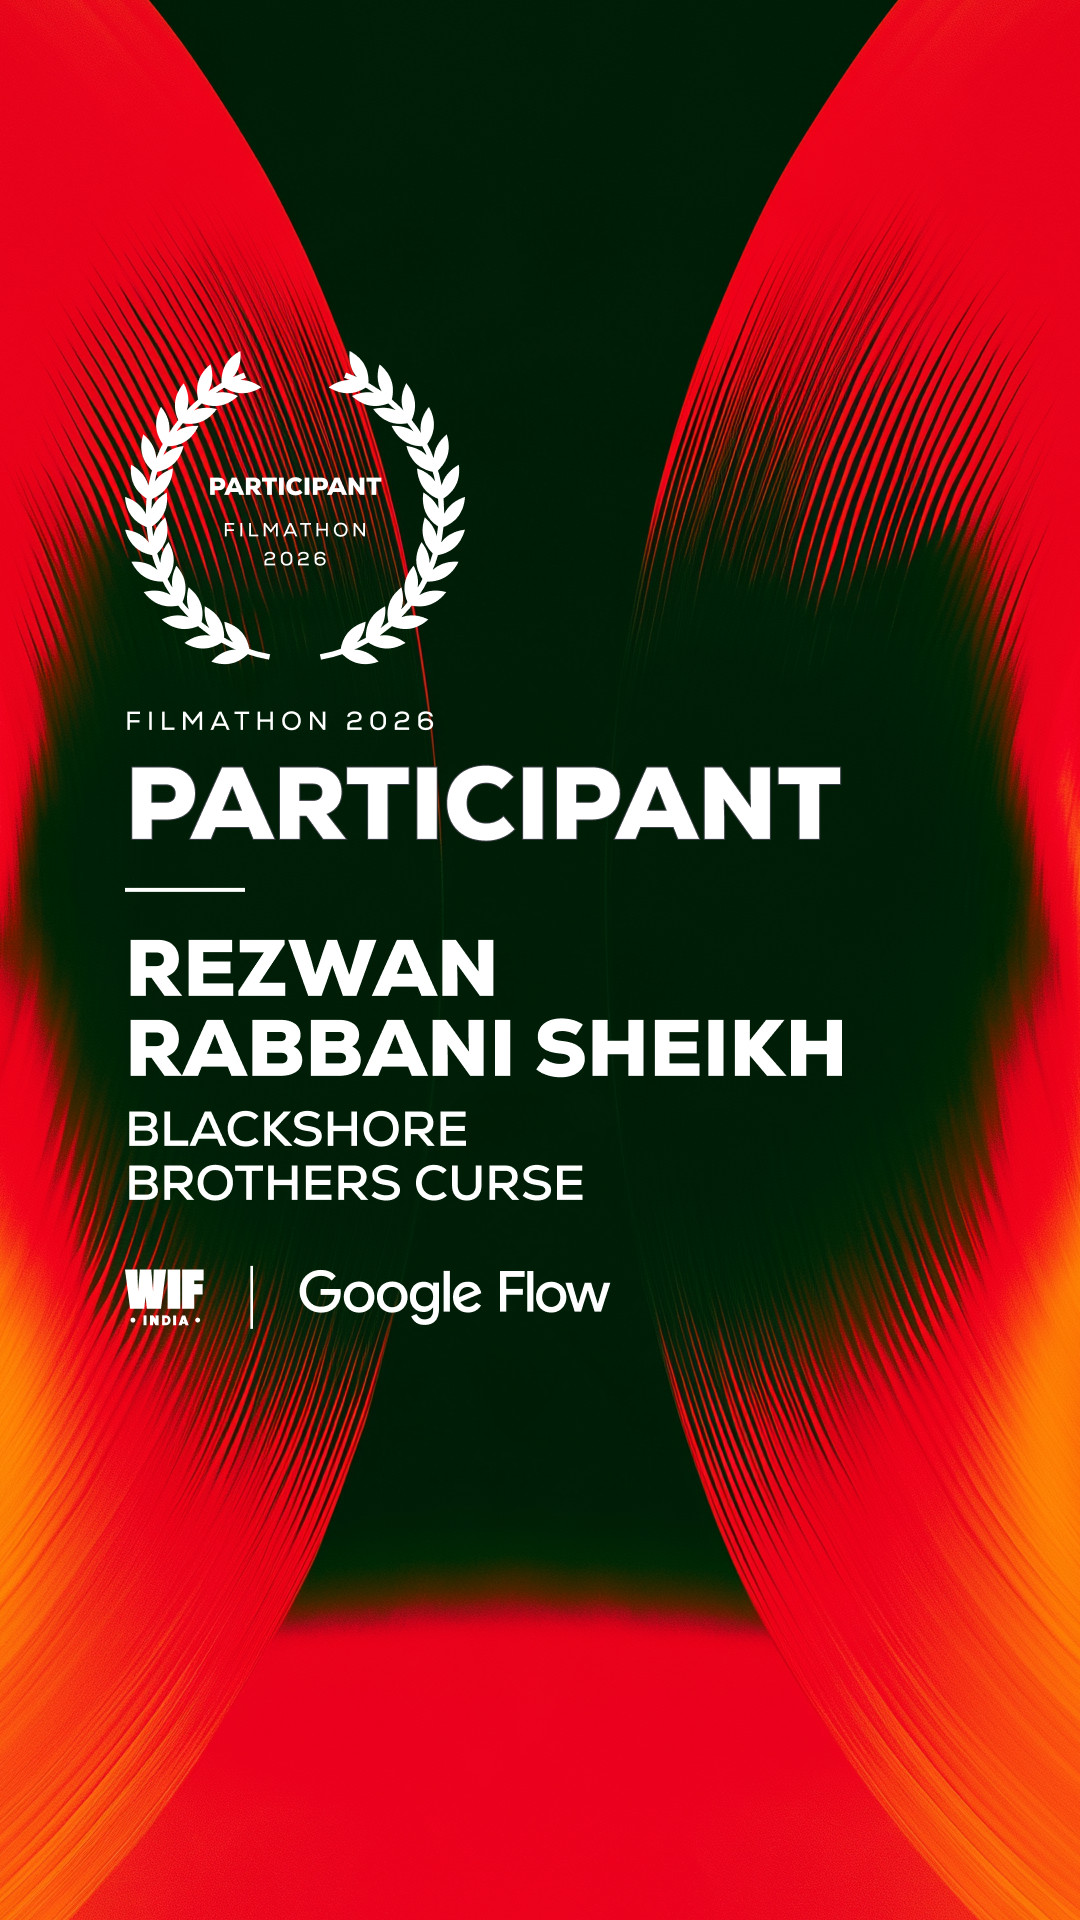 PARTICIPANT
FILMATHON
2026
FILMATHON 2026
PARTICIPANT
REZWAN
RABBANI SHEIKH
BLACKSHORE
BROTHERS CURSE
WIF
• INDIA •
Google Flow